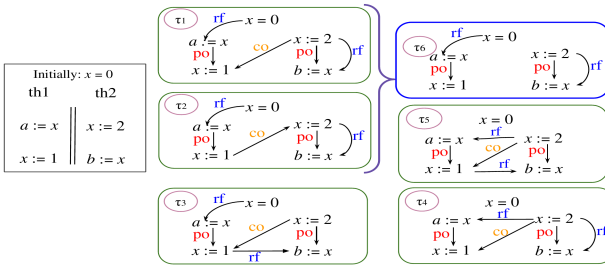 Initially: x = 0
th1 th2
a := x x := 2
x := 1 b := x
τ1 rf x = 0
a := x co x := 2
po po rf
x := 1 b := x
τ2 rf x = 0
a := x x := 2
po co po rf
x := 1 b := x
τ3 rf x = 0
a := x x := 2
po co po
x := 1 rf b := x
τ6 rf x = 0
a := x x := 2
po po rf
x := 1 b := x
τ5 x = 0
a := x rf x := 2
po co po
x := 1 rf b := x
τ4 x = 0
a := x rf x := 2
po co po rf
x := 1 b := x